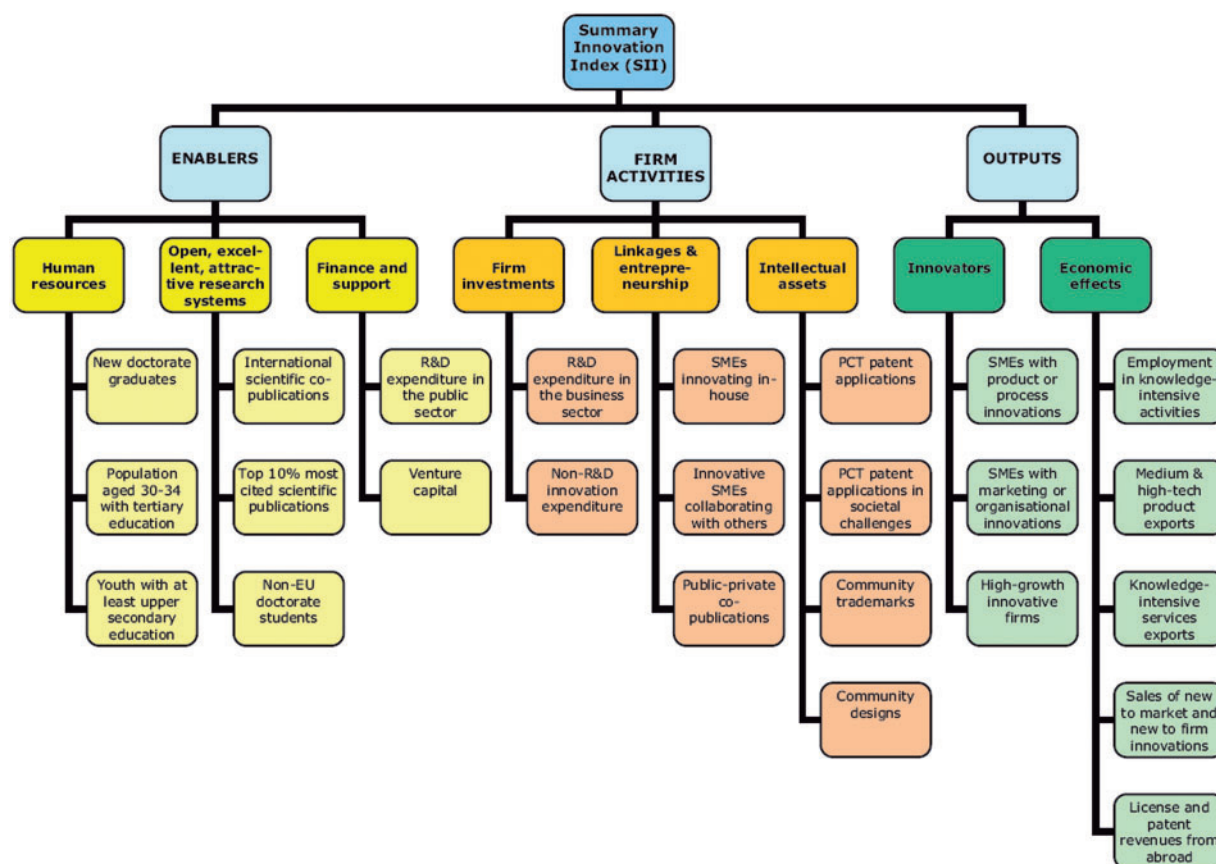 Summary
Innovation
Index (SII)
ENABLERS
FIRM
ACTIVITIES
OUTPUTS
Human
resources
Open, excel-
lent, attrac-
tive research
systems
Finance and
support
Firm
investments
Linkages &
entrepre-
neurship
Intellectual
assets
Innovators
Economic
effects
New doctorate
graduates
International
scientific co-
publications
R&D
expenditure in
the public
sector
R&D
expenditure in
the business
sector
SMEs
innovating in-
house
PCT patent
applications
SMEs with
product or
process
innovations
Employment
in knowledge-
intensive
activities
Population
aged 30-34
with tertiary
education
Top 10% most
cited scientific
publications
Venture
capital
Non-R&D
innovation
expenditure
Innovative
SMEs
collaborating
with others
PCT patent
applications in
societal
challenges
SMEs with
marketing or
organisational
innovations
Medium &
high-tech
product
exports
Youth with at
least upper
secondary
education
Non-EU
doctorate
students
Public-private
co-
publications
Community
trademarks
High-growth
innovative
firms
Knowledge-
intensive
services
exports
Community
designs
Sales of new
to market and
new to firm
innovations
License and
patent
revenues from
abroad